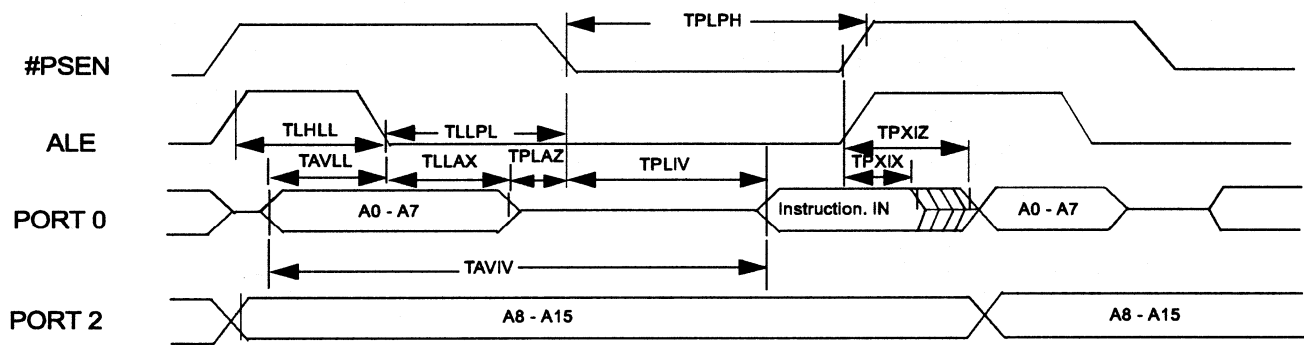 TPLPH
#PSEN
ALE
TLHLL
TLLPL
TPXIZ
TAVLL
TLLAX
TPLAZ
TPLIV
TPXIX
PORT 0
A0 - A7
Instruction. IN
A0 - A7
TAVIV
PORT 2
A8 - A15
A8 - A15